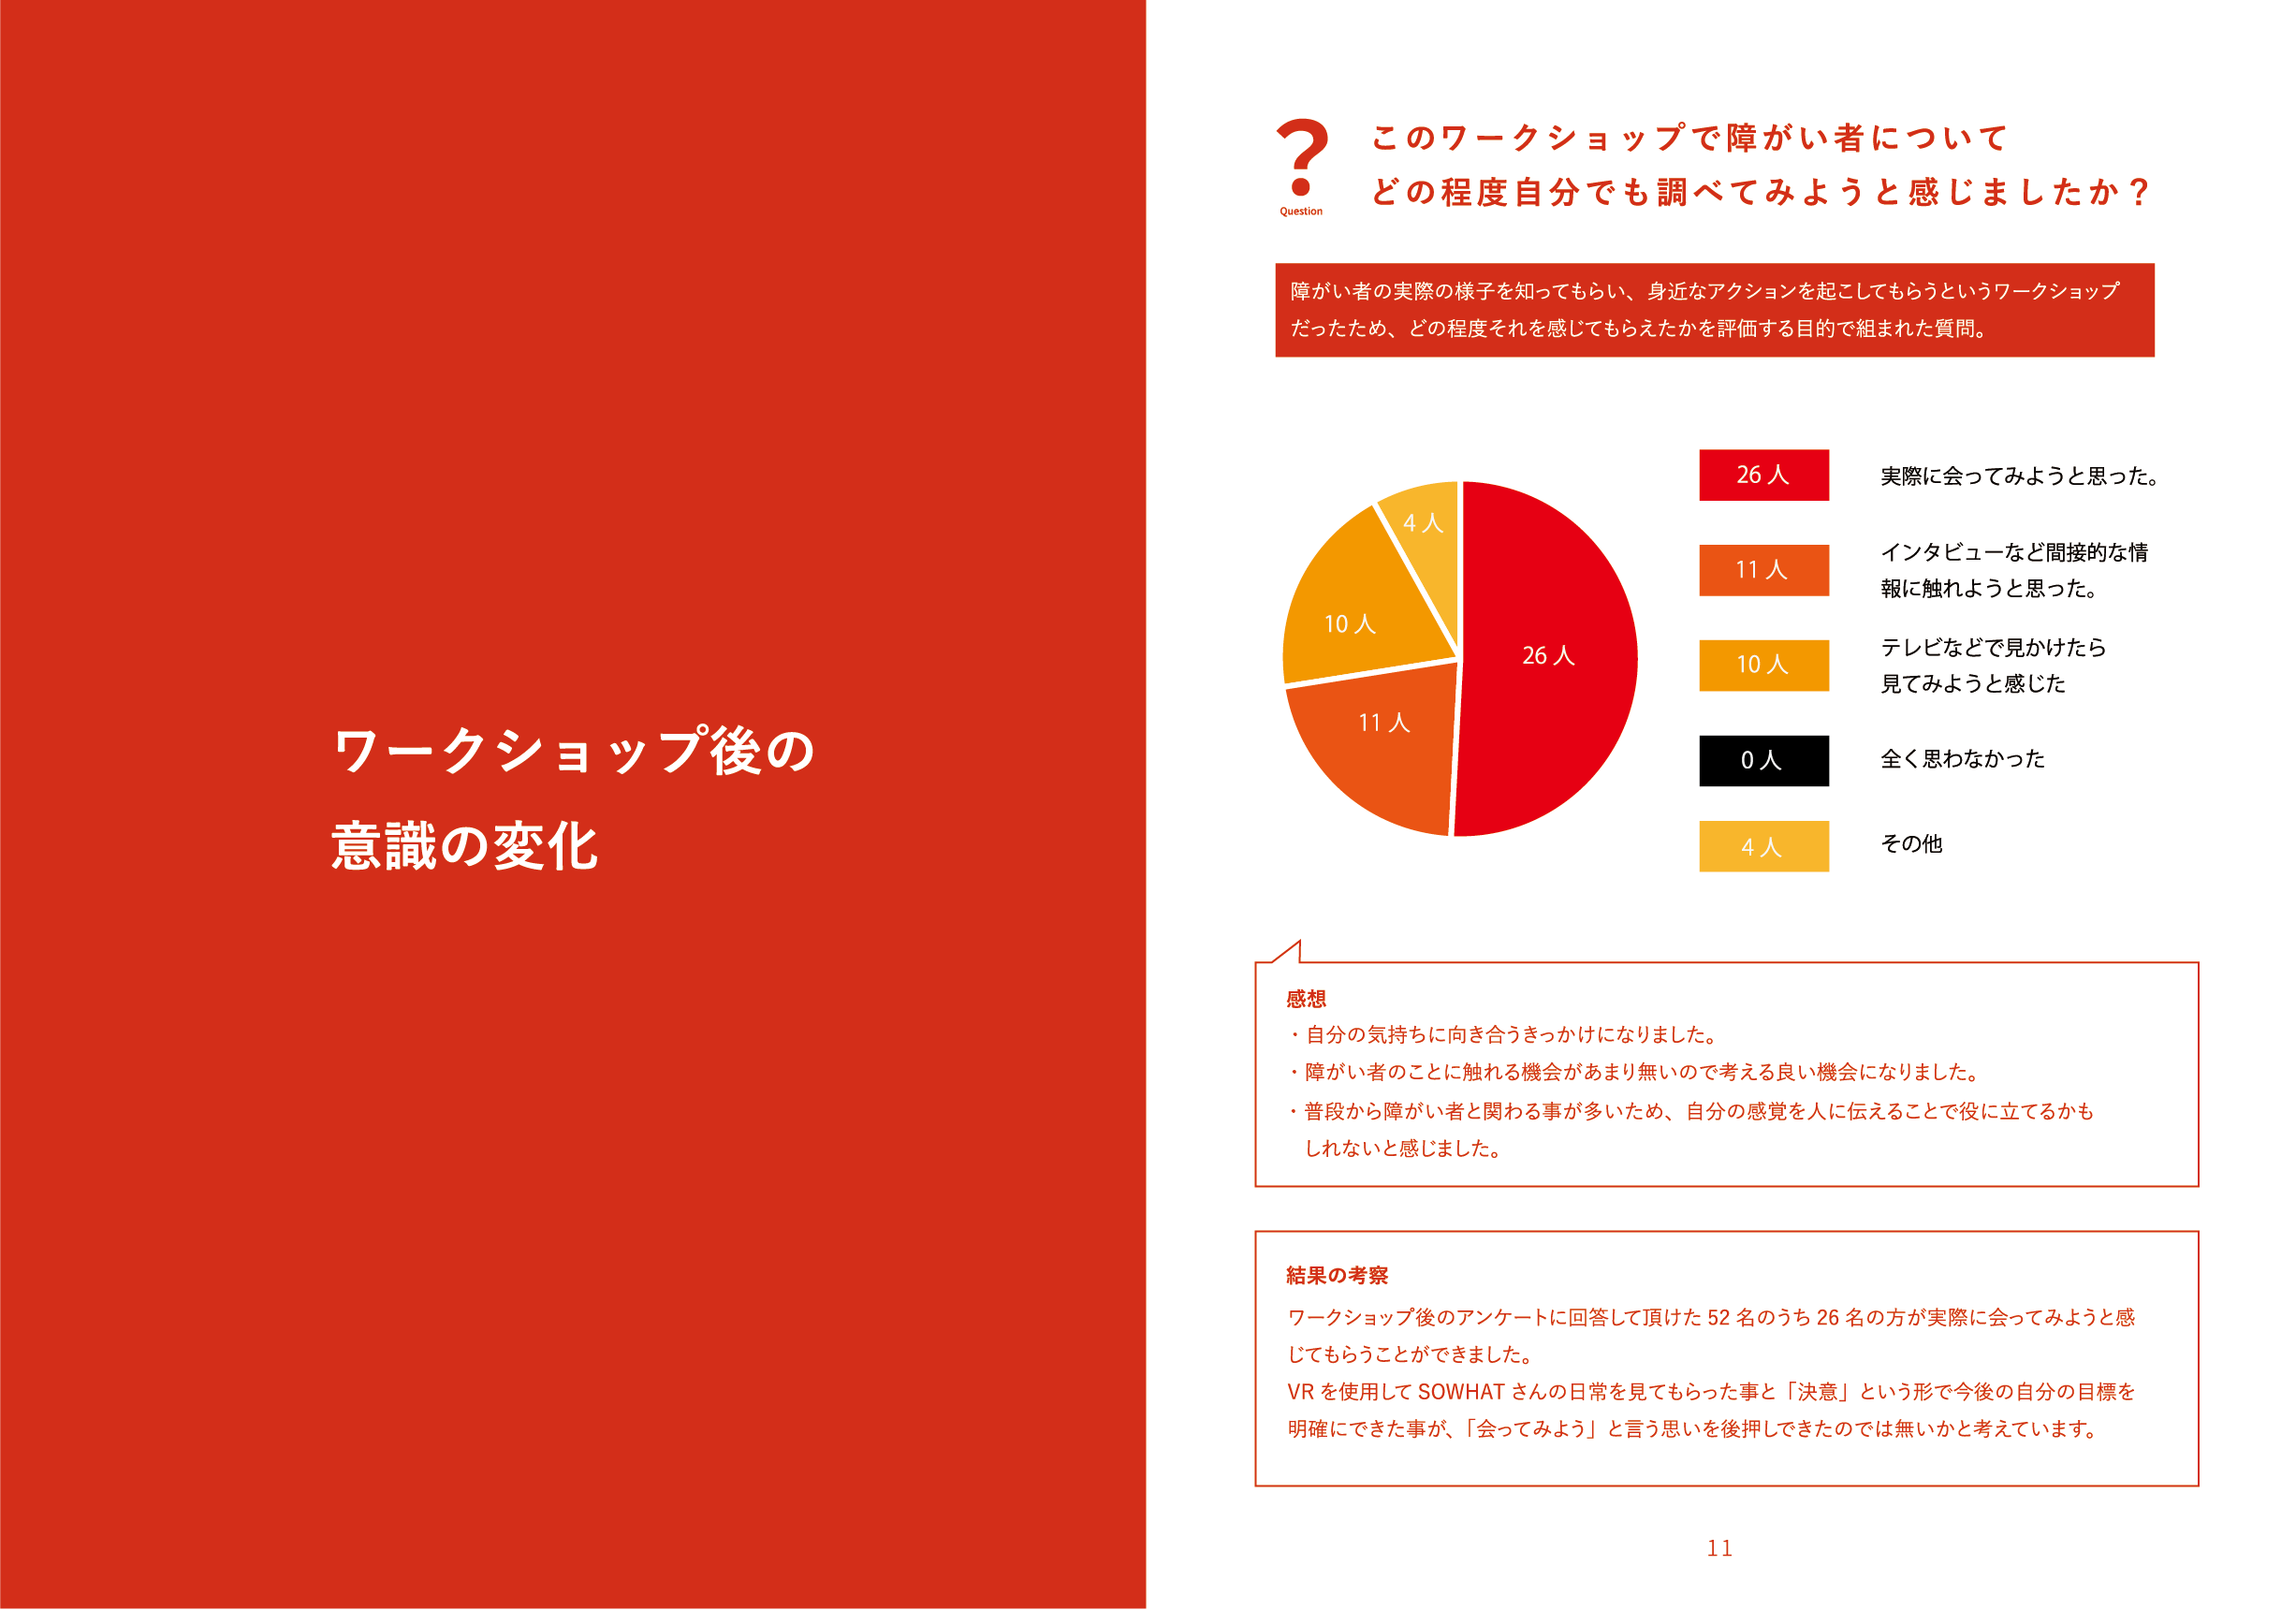 ワークショップ後の
意識の変化
?
Question
このワークショップで障がい者について
どの程度自分でも調べてみようと感じましたか？
障がい者の実際の様子を知ってもらい、身近なアクションを起こしてもらうというワークショップ
だったため、どの程度それを感じてもらえたかを評価する目的で組まれた質問。
4 人
10 人
26 人
11 人
26 人
実際に会ってみようと思った。
11 人
インタビューなど間接的な情
報に触れようと思った。
10 人
テレビなどで見かけたら
見てみようと感じた
0 人
全く思わなかった
4 人
その他
感想
・自分の気持ちに向き合うきっかけになりました。
・障がい者のことに触れる機会があまり無いので考える良い機会になりました。
・普段から障がい者と関わる事が多いため、自分の感覚を人に伝えることで役に立てるかも
しれないと感じました。
結果の考察
ワークショップ後のアンケートに回答して頂けた 52 名のうち 26 名の方が実際に会ってみようと感
じてもらうことができました。
VR を使用して SOWHAT さんの日常を見てもらった事と「決意」という形で今後の自分の目標を
明確にできた事が、「会ってみよう」と言う思いを後押しできたのでは無いかと考えています。
11